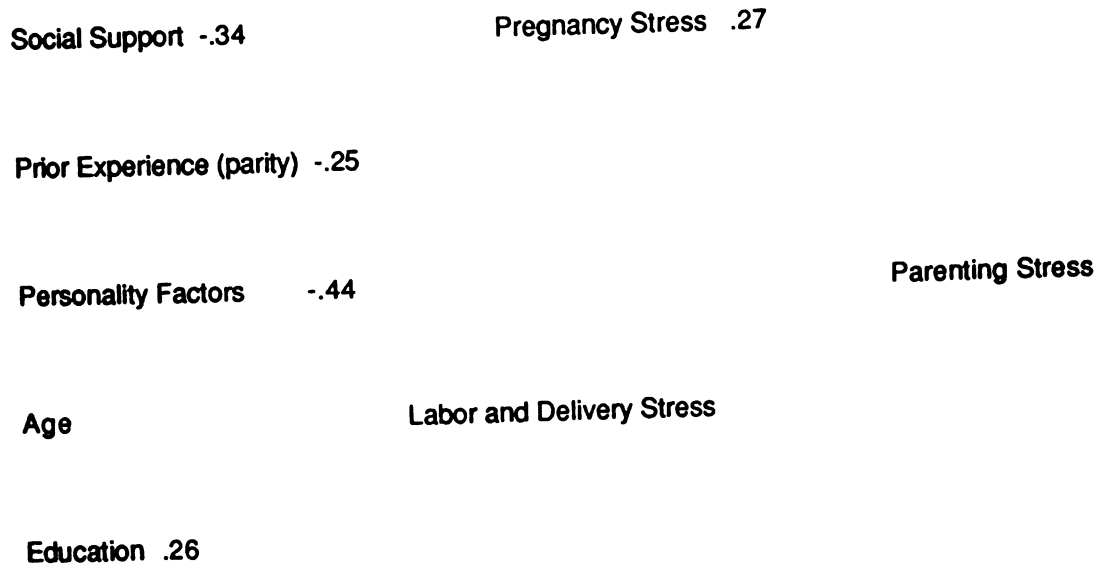 Social Support -.34
Pregnancy Stress .27
Prior Experience (parity) -.25
Personality Factors -.44
Parenting Stress
Age
Labor and Delivery Stress
Education .26